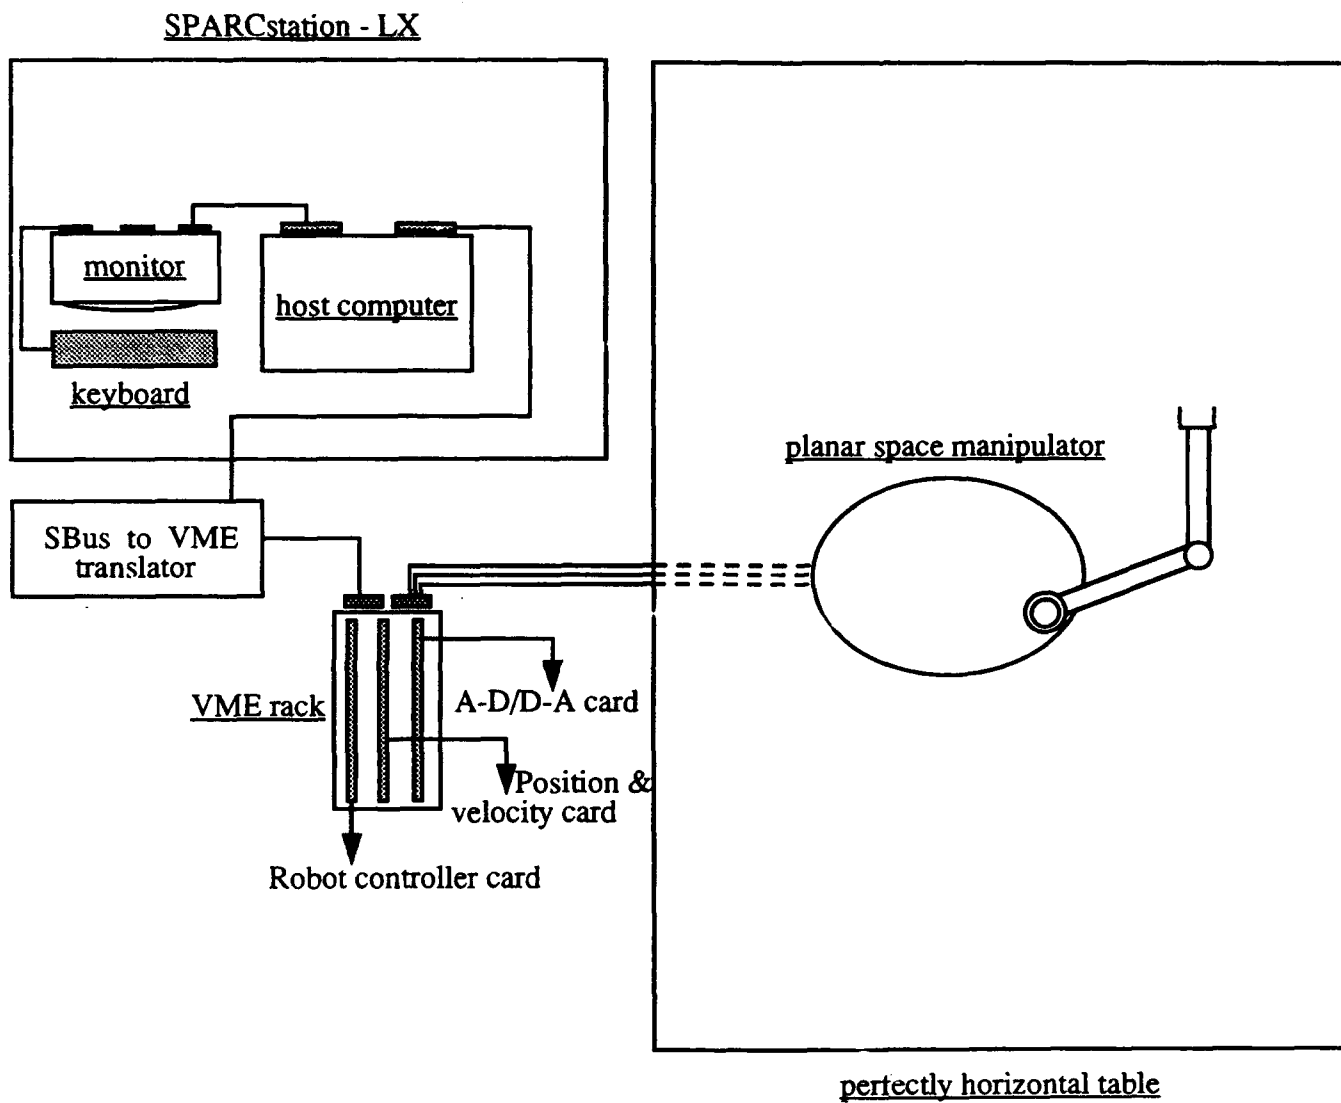 SPARCstation - LX
monitor
host computer
keyboard
planar space manipulator
SBus to VME
translator
VME rack
A-D/D-A card
Position &
velocity card
Robot controller card
perfectly horizontal table